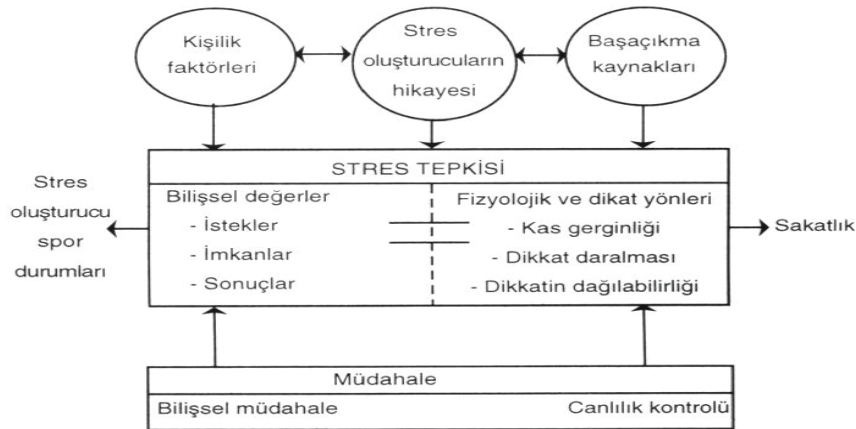 Kişilik
faktörleri
Stres
oluşturucuların
hikayesi
Başaçıkma
kaynakları
STRES TEPKİSİ
Stres
oluşturucu
spor
durumları
Bilişsel değerler
- İstekler
- İmkanlar
- Sonuçlar
Fizyolojik ve dikat yönleri
- Kas gerginliği
- Dikkat daralması
- Dikkatin dağılabilirliği
Sakatlık
Müdahale
Bilişsel müdahale
Canlılık kontrolü